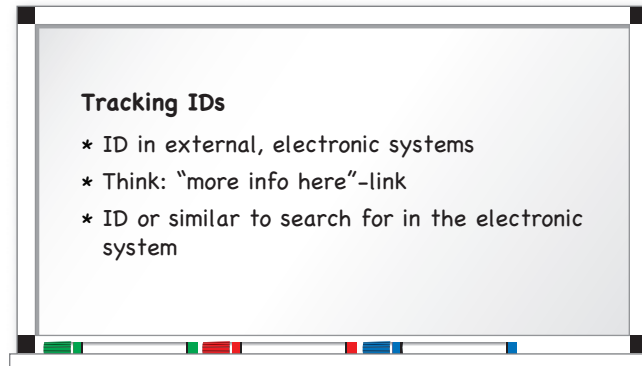 Tracking IDs
* ID in external, electronic systems
* Think: “more info here”-link
* ID or similar to search for in the electronic
system